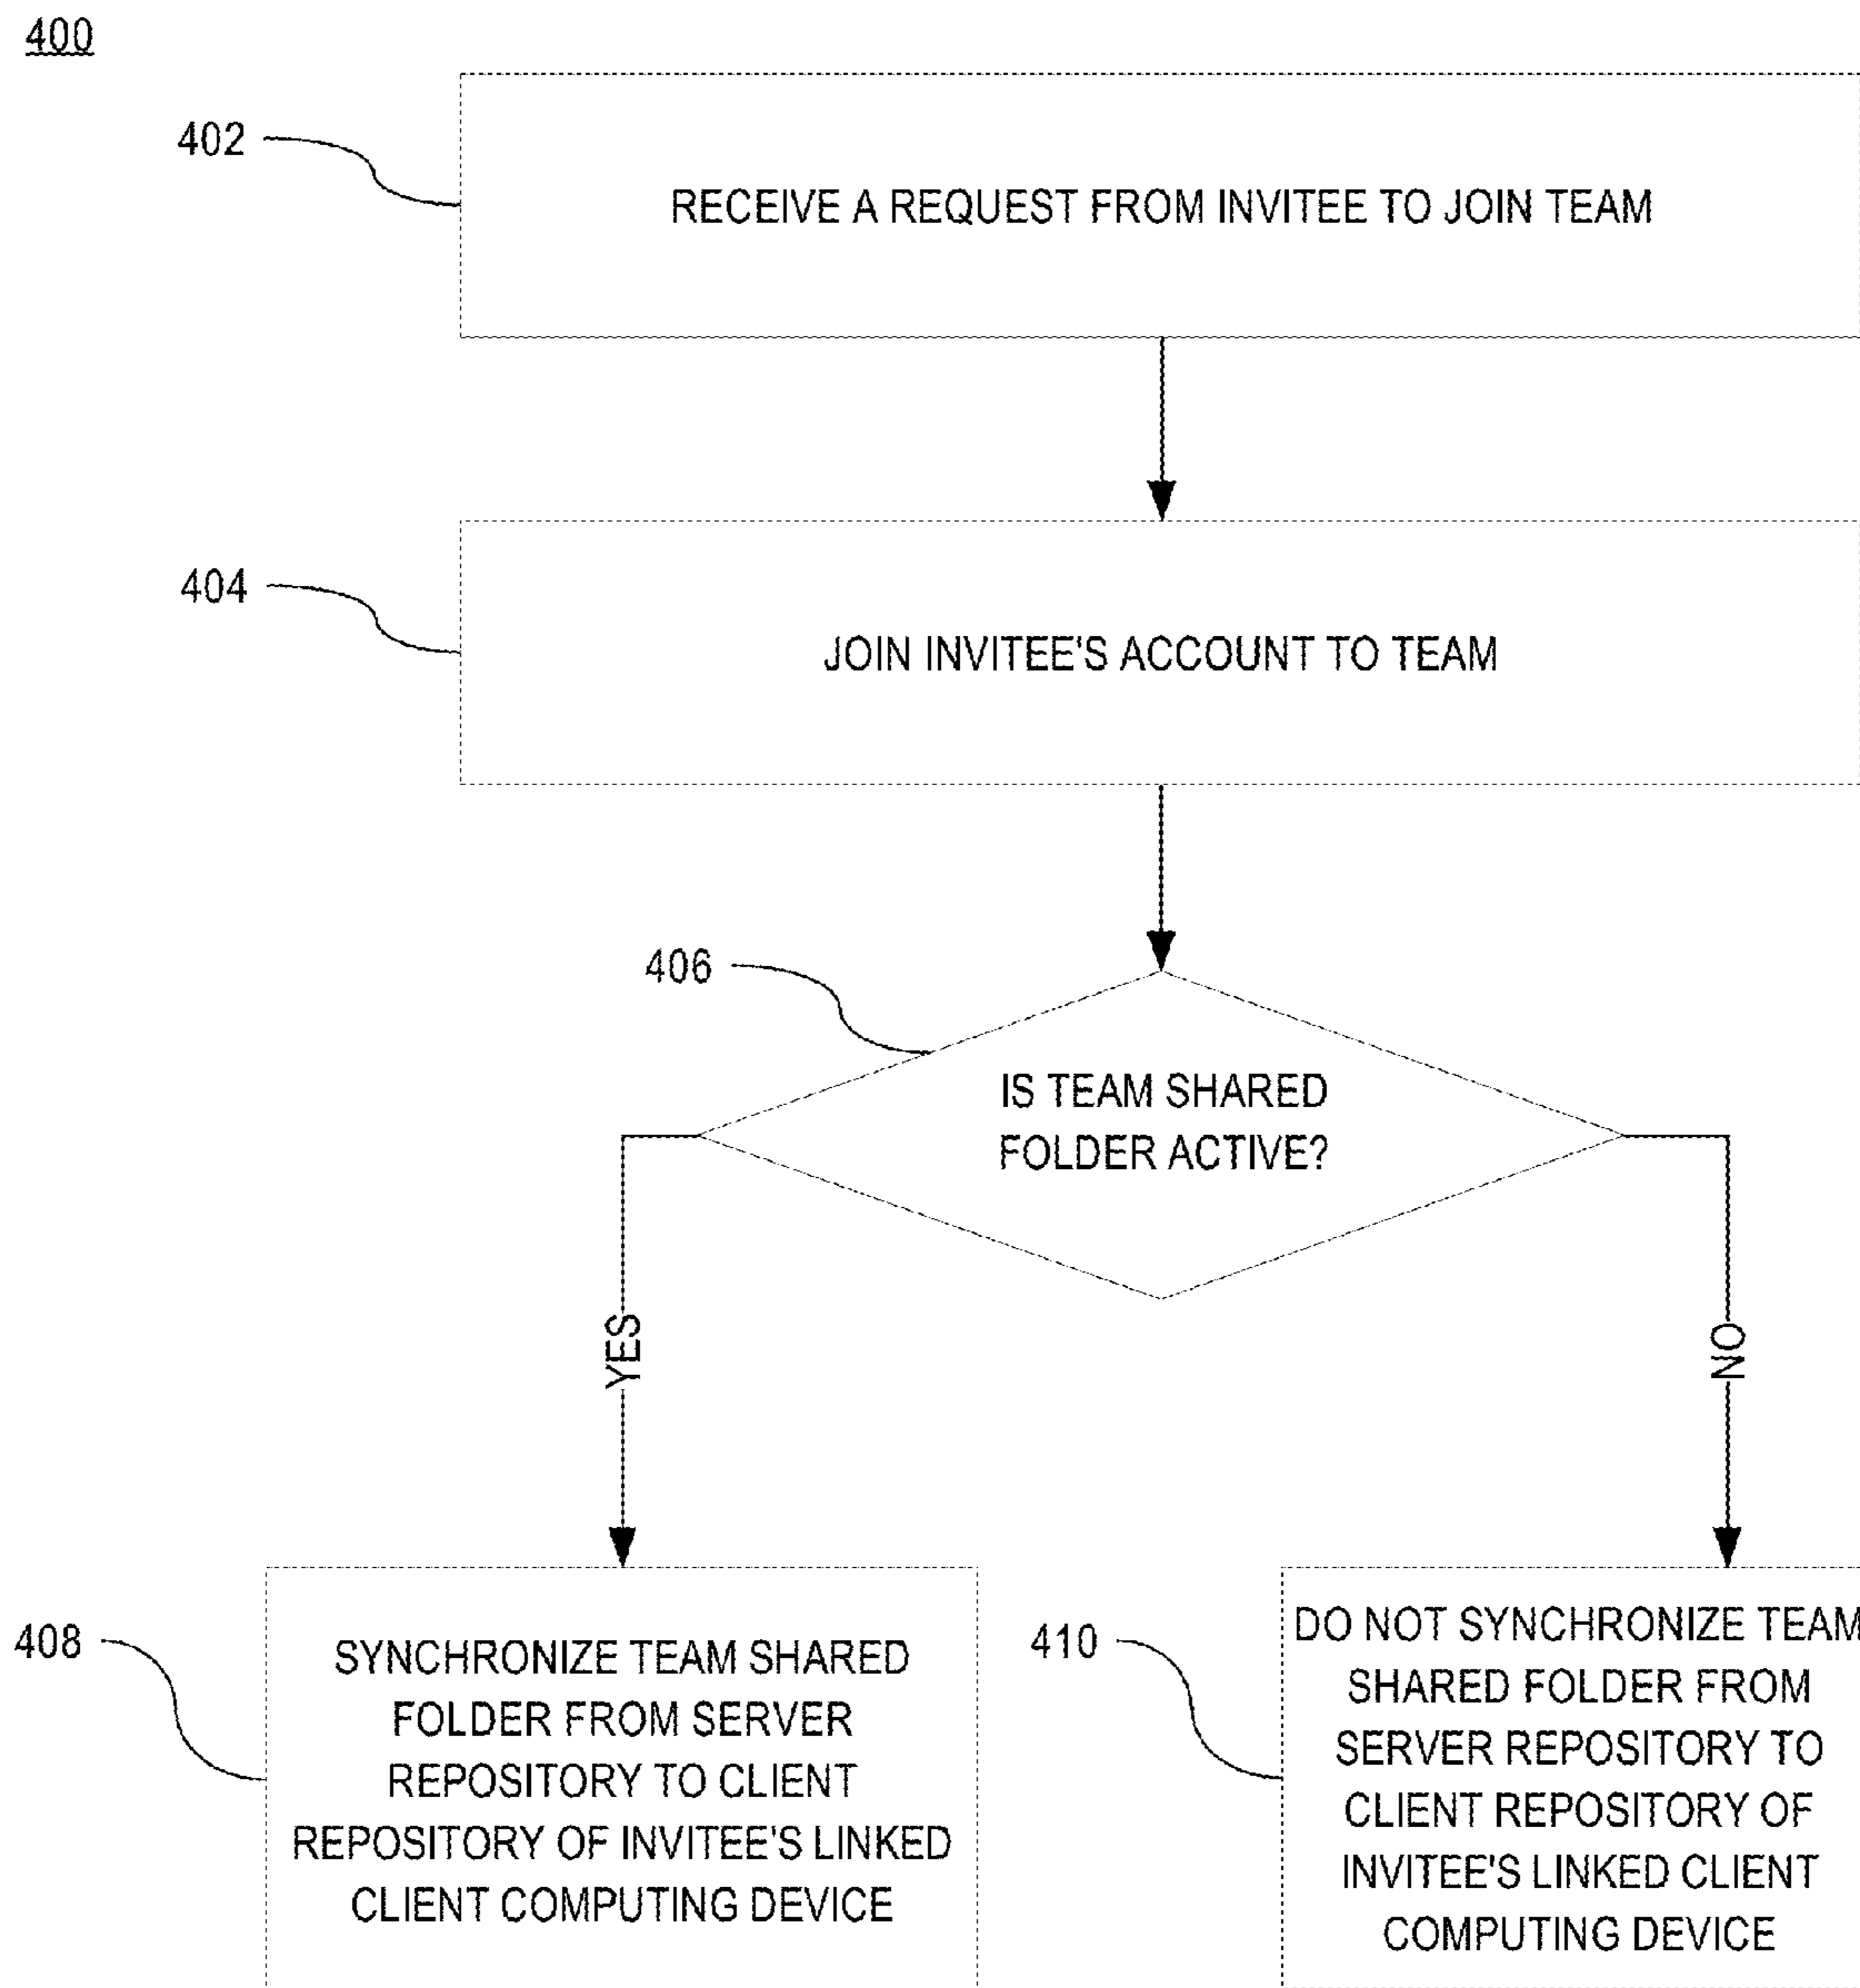 400
402
RECEIVE A REQUEST FROM INVITEE TO JOIN TEAM
404
JOIN INVITEE'S ACCOUNT TO TEAM
406
IS TEAM SHARED
FOLDER ACTIVE?
YES
NO
408
SYNCHRONIZE TEAM SHARED
FOLDER FROM SERVER
REPOSITORY TO CLIENT
REPOSITORY OF INVITEE'S LINKED
CLIENT COMPUTING DEVICE
410
DO NOT SYNCHRONIZE TEAM
SHARED FOLDER FROM
SERVER REPOSITORY TO
CLIENT REPOSITORY OF
INVITEE'S LINKED CLIENT
COMPUTING DEVICE